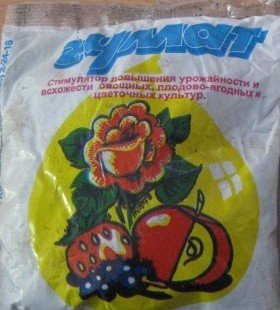 гумат
Стимулятор повышения урожайности и
всхожести овощных, плодово-ягодных и
цветочных культур.